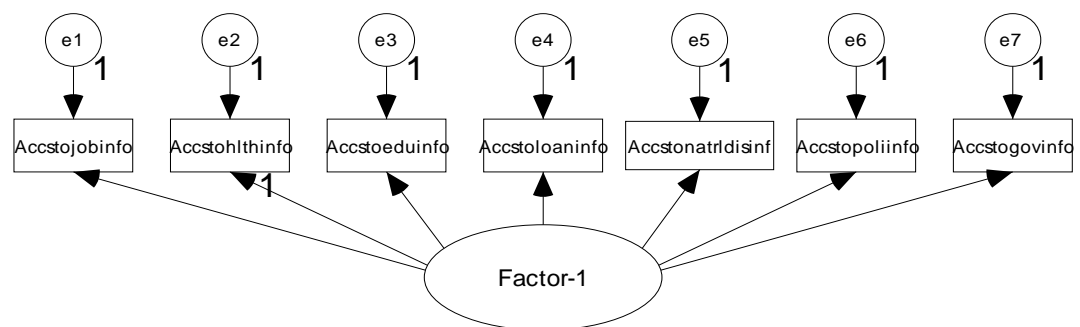 e1 e2 e3 e4 e5 e6 e7
1 1 1 1 1 1 1
Accstojobinfo Accstohlthinfo Accstoeduinfo Accstoloaninfo Accstonatrldisinf Accstopoliinfo Accstogovinfo
1
Factor-1